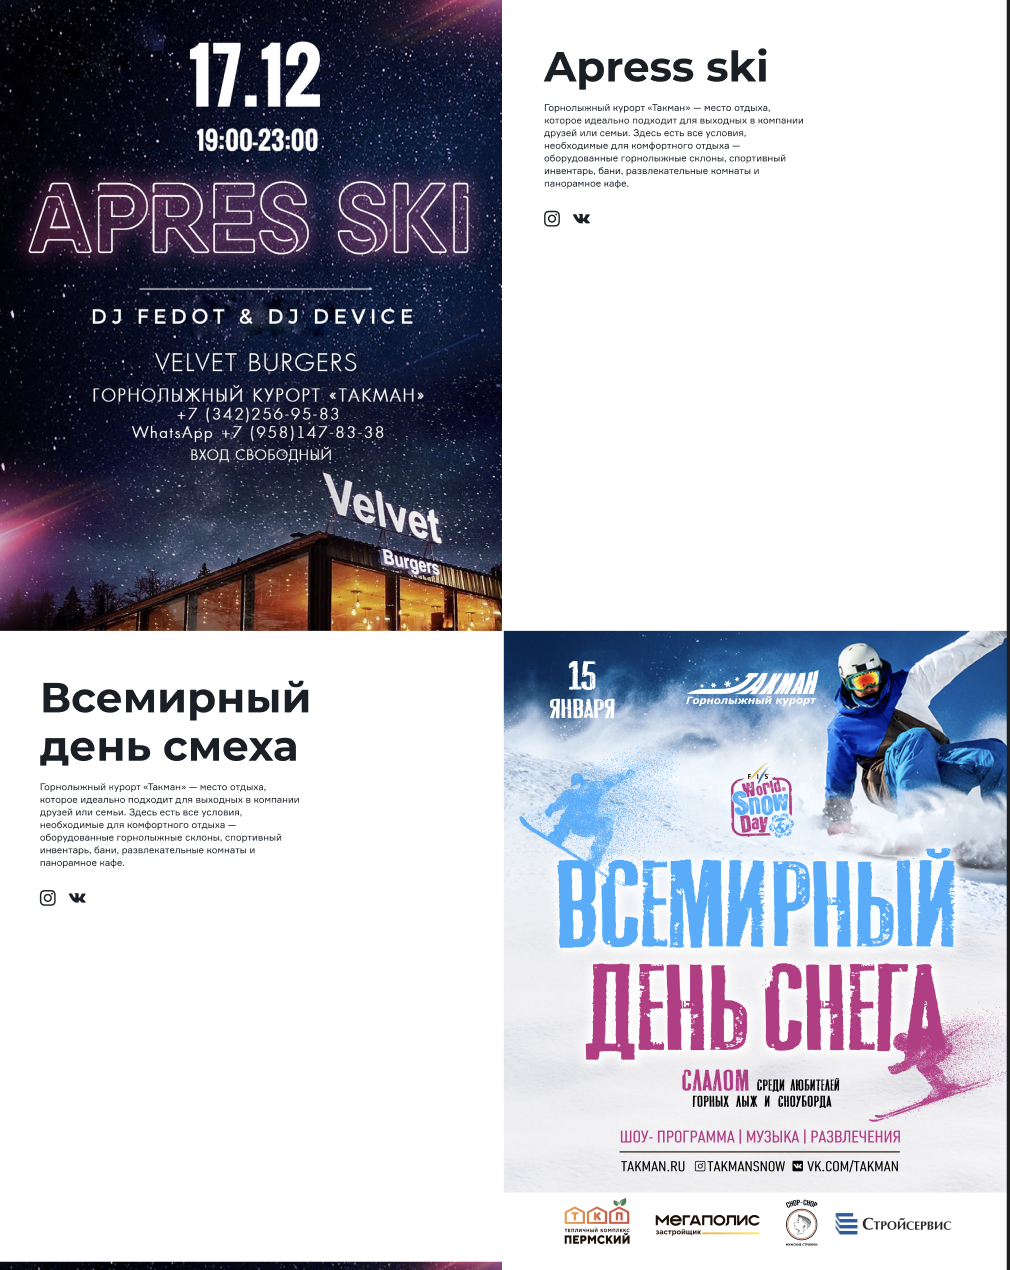 17.12
19:00-23:00
APRES SKI
DJ FEDOT & DJ DEVICE
VELVET BURGERS
ГОРНОЛЫЖНЫЙ КУРОРТ «ТАКМАН»
+7 (342)256-95-83
WhatsApp +7 (958)147-83-38
ВХОД СВОБОДНЫЙ
Velvet
Burgers
Apress ski
Горнолыжный курорт «Такман» — место отдыха,
которое идеально подходит для выходных в компании
друзей или семьи. Здесь есть все условия,
необходимые для комфортного отдыха —
оборудованные горнолыжные склоны, спортивный
инвентарь, бани, развлекательные комнаты и
панорамное кафе.
Всемирный
день смеха
Горнолыжный курорт «Такман» — место отдыха,
которое идеально подходит для выходных в компании
друзей или семьи. Здесь есть все условия,
необходимые для комфортного отдыха —
оборудованные горнолыжные склоны, спортивный
инвентарь, бани, развлекательные комнаты и
панорамное кафе.
15
ЯНВАРЯ
ТАКМАН
Горнолыжный курорт
FIS
World
Snow
Day
ВСЕМИРНЫЙ
ДЕНЬ СНЕГА
СЛАЛОМ СРЕДИ ЛЮБИТЕЛЕЙ
ГОРНЫХ ЛЫЖ И СНОУБОРДА
ШОУ- ПРОГРАММА | МУЗЫКА | РАЗВЛЕЧЕНИЯ
TAKMAN.RU TAKMANSNOW VK.COM/TAKMAN
ТКП
ТЕПЛИЧНЫЙ КОМПЛЕКС
ПЕРМСКИЙ
МЕГАПОЛИС
застройщик
CHOP-CHOP
МУЖСКИЕ СТРИЖКИ
СТРОЙСЕРВИС